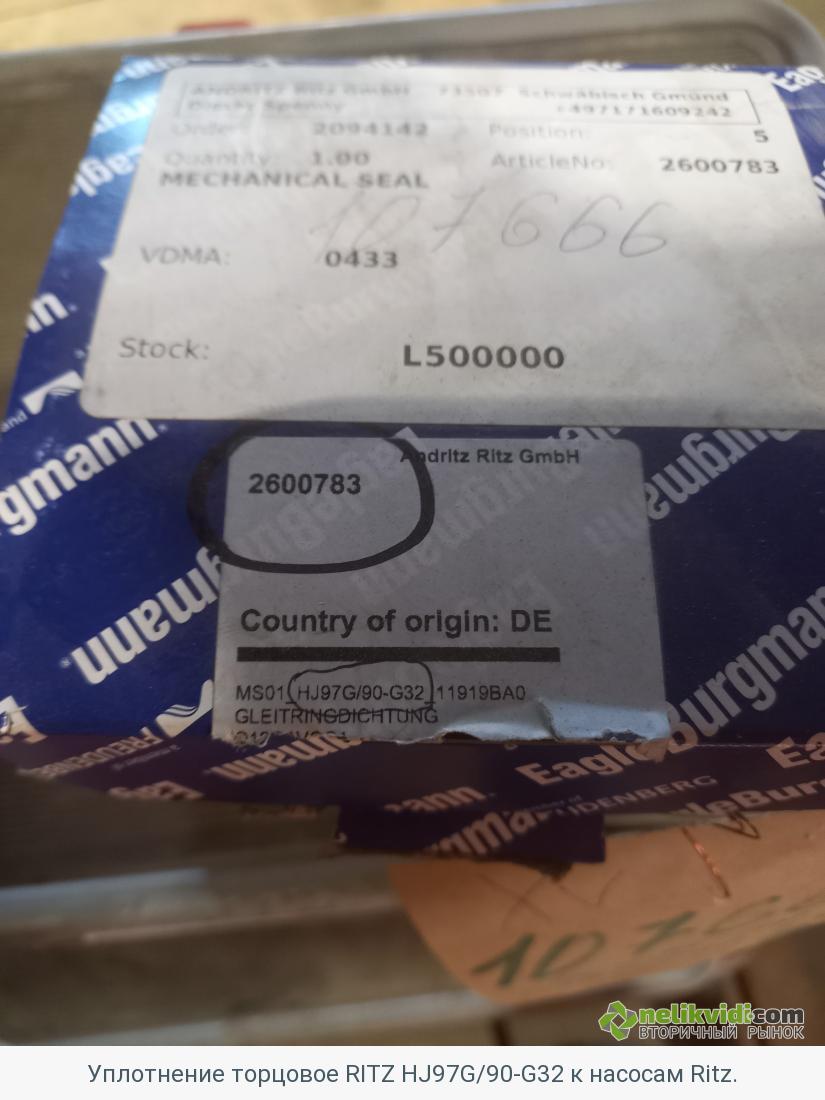 ANDRITZ Ritz GmbH 73507 Schwäbisch Gmünd
+497171609242
Order: 2094142 Position: 5
Quantity: 1.00 ArticleNo: 2600783
MECHANICAL SEAL
107666
VDMA: 0433
Stock: L500000
Andritz Ritz GmbH
2600783
Country of origin: DE
MS01 HJ97G/90-G32 11919BA0
GLEITRINGDICHTUNG
EagleBurgmann
nelikvidi.com
ВТОРИЧНЫЙ РЫНОК
Уплотнение торцовое RITZ HJ97G/90-G32 к насосам Ritz.